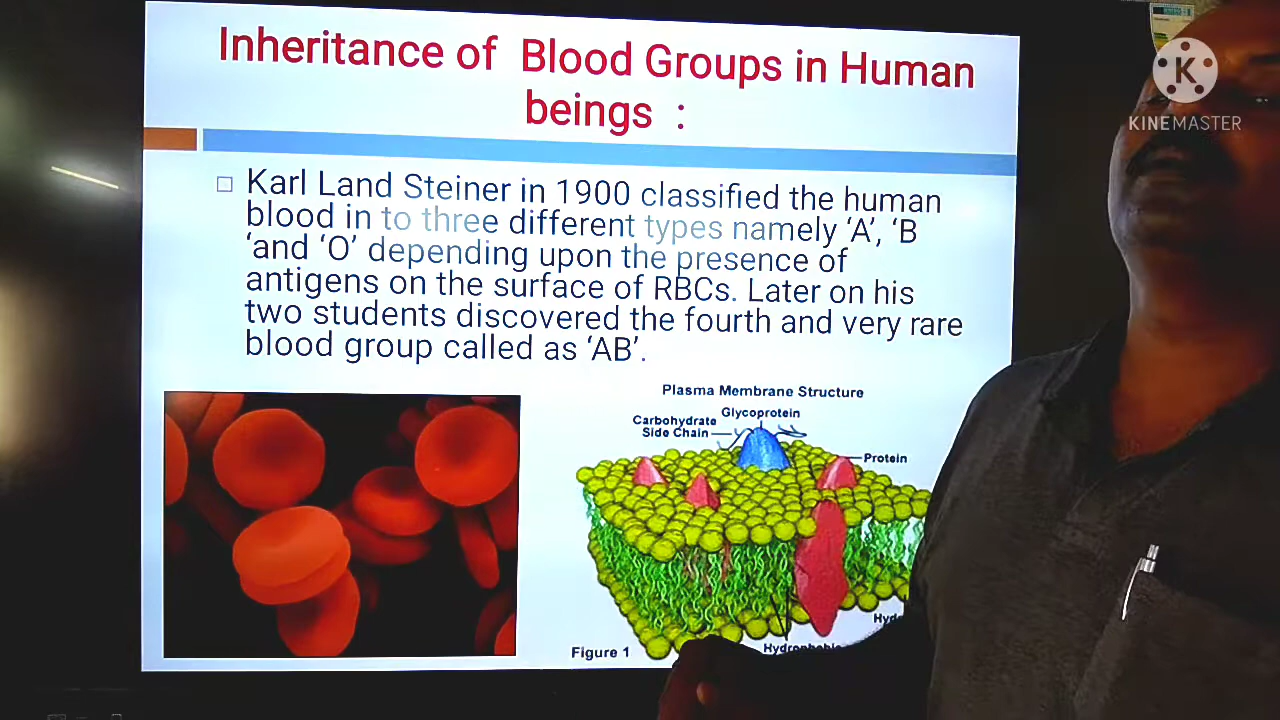 Inheritance of Blood Groups in Human
beings :
Karl Land Steiner in 1900 classified the human
blood in to three different types namely ‘A’, ‘B
‘and ‘O’ depending upon the presence of
antigens on the surface of RBCs. Later on his
two students discovered the fourth and very rare
blood group called as ‘AB’.
Plasma Membrane Structure
Glycoprotein
Carbohydrate
Side Chain
Protein
Figure 1
K
KINEMASTER